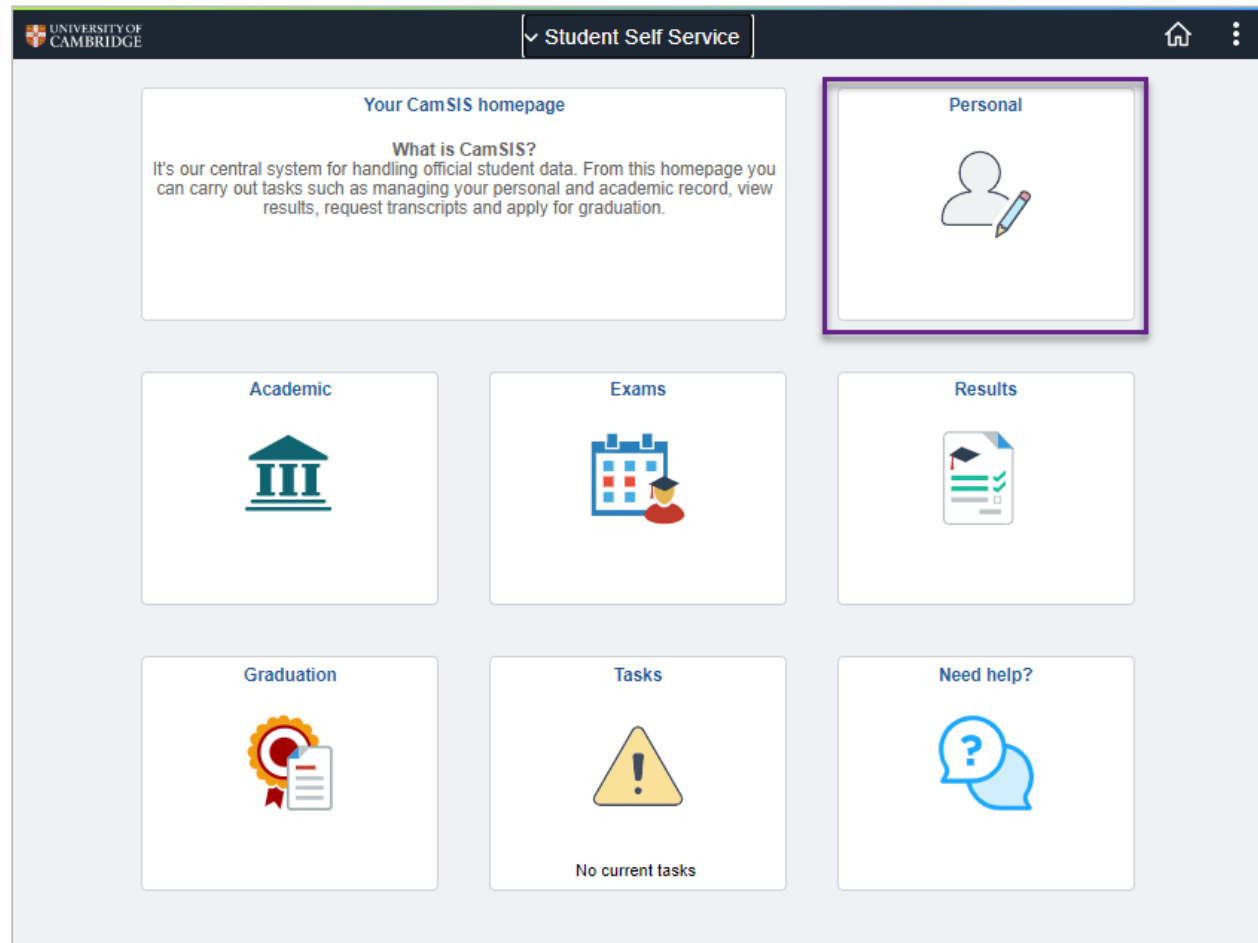 UNIVERSITY OF
CAMBRIDGE
Student Self Service
Your CamSIS homepage
What is CamSIS?
It's our central system for handling official student data. From this homepage you
can carry out tasks such as managing your personal and academic record, view
results, request transcripts and apply for graduation.
Personal
Academic
Exams
Results
Graduation
Tasks
No current tasks
Need help?
?